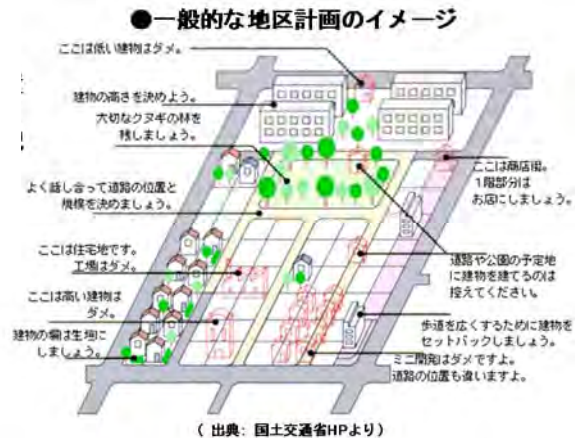 ●一般的な地区計画のイメージ
ここは低い建物はダメ。
建物の高さを決めよう。
大切なクヌギの林を
残しましょう。
ここは商店街。
1階部分は
お店にしましょう。
よく話し合って道路の位置と
規模を決めましょう。
ここは住宅地です。
工場はダメ。
道路や公園の予定地
に建物を建てるのは
控えてください。
ここは高い建物は
ダメ。
歩道を広くするために建物を
セットバックしましょう。
建物の塀は生垣に
しましょう。
ミニ開発はダメですよ。
道路の位置も違いますよ。
( 出典: 国土交通省HPより)